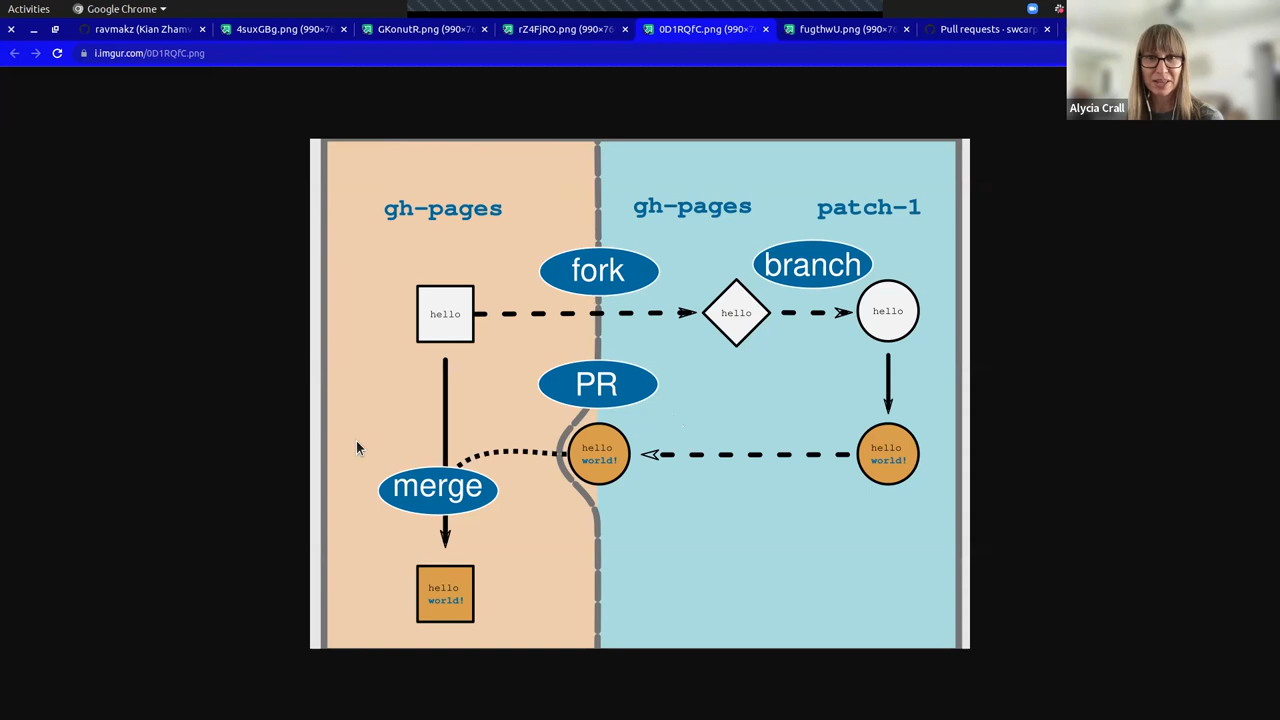 Activities
Google Chrome
ravmakz (Kian Zhamv
4suxGBg.png (990×76
GKonutR.png (990×7
rZ4FjRO.png (990×76
0D1RQfC.png (990×7
fugthwU.png (990×7
Pull requests · swcarp
i.imgur.com/0D1RQfC.png
Alycia Crall
gh-pages
gh-pages
patch-1
fork
branch
hello
hello
hello
PR
hello
world!
hello
world!
merge
hello
world!